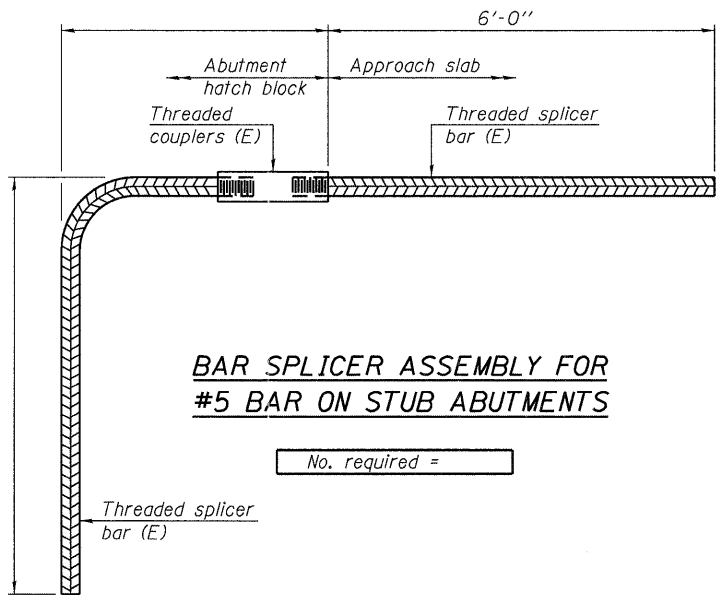 6'-0"
Abutment
hatch block
Approach slab
Threaded
couplers (E)
Threaded splicer
bar (E)
BAR SPLICER ASSEMBLY FOR
#5 BAR ON STUB ABUTMENTS
No. required =
Threaded splicer
bar (E)